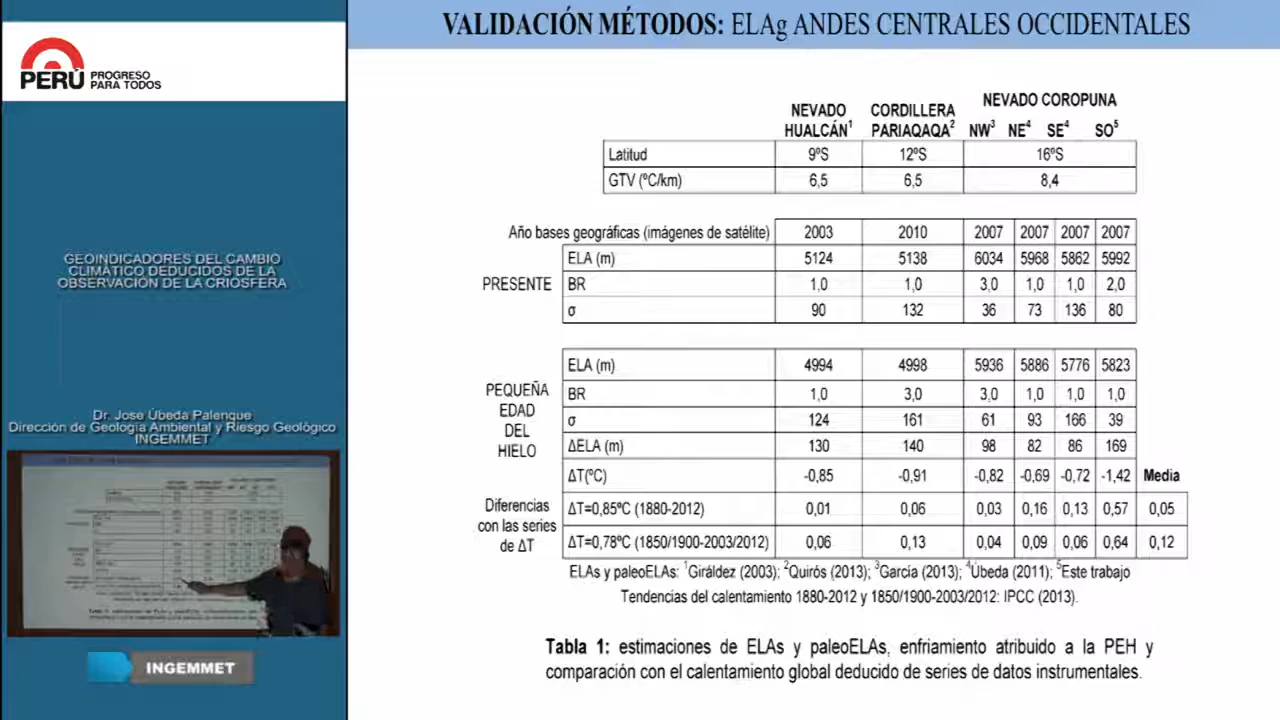 VALIDACIÓN MÉTODOS: ELAg ANDES CENTRALES OCCIDENTALES
PERÚ PROGRESO PARA TODOS
GEOINDICADORES DEL CAMBIO
CLIMÁTICO DEDUCIDOS DE LA
OBSERVACIÓN DE LA CRIOSFERA
Dr. Jose Úbeda Palenque
Dirección de Geología Ambiental y Riesgo Geológico
INGEMMET
INGEMMET
NEVADO HUALCÁN¹ CORDILLERA PARIAQAQA² NEVADO COROPUNA
NW³ NE⁴ SE⁴ SO⁵
Latitud 9ºS 12ºS 16ºS
GTV (ºC/km) 6,5 6,5 8,4
Año bases geográficas (imágenes de satélite) 2003 2010 2007 2007 2007 2007
PRESENTE
ELA (m) 5124 5138 6034 5968 5862 5992
BR 1,0 1,0 3,0 1,0 1,0 2,0
σ 90 132 36 73 136 80
PEQUEÑA
EDAD
DEL
HIELO
ELA (m) 4994 4998 5936 5886 5776 5823
BR 1,0 3,0 3,0 1,0 1,0 1,0
σ 124 161 61 93 166 39
ΔELA (m) 130 140 98 82 86 169
ΔT(ºC) -0,85 -0,91 -0,82 -0,69 -0,72 -1,42 Media
Diferencias
con las series
de ΔT
ΔT=0,85ºC (1880-2012) 0,01 0,06 0,03 0,16 0,13 0,57 0,05
ΔT=0,78ºC (1850/1900-2003/2012) 0,06 0,13 0,04 0,09 0,06 0,64 0,12
ELAs y paleoELAs: ¹Giráldez (2003); ²Quirós (2013); ³García (2013); ⁴Úbeda (2011); ⁵Este trabajo
Tendencias del calentamiento 1880-2012 y 1850/1900-2003/2012: IPCC (2013).
Tabla 1: estimaciones de ELAs y paleoELAs, enfriamiento atribuido a la PEH y
comparación con el calentamiento global deducido de series de datos instrumentales.